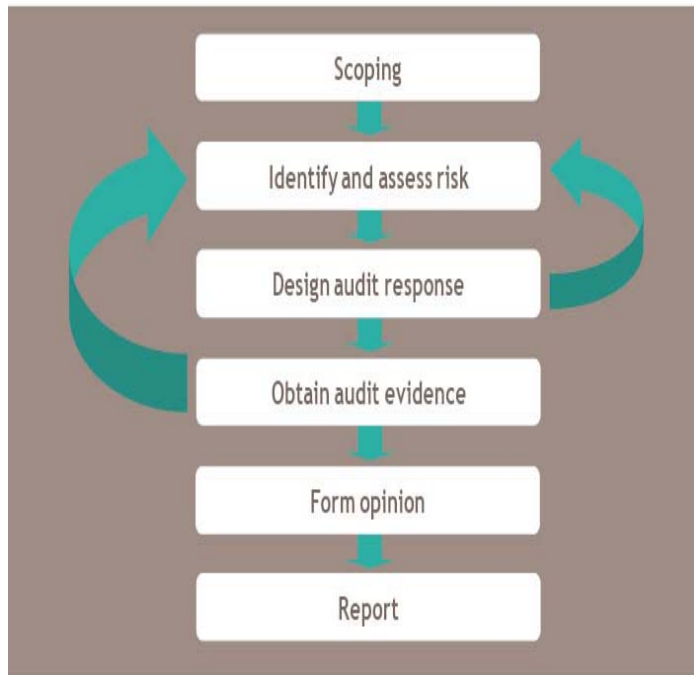 Scoping
Identify and assess risk
Design audit response
Obtain audit evidence
Form opinion
Report